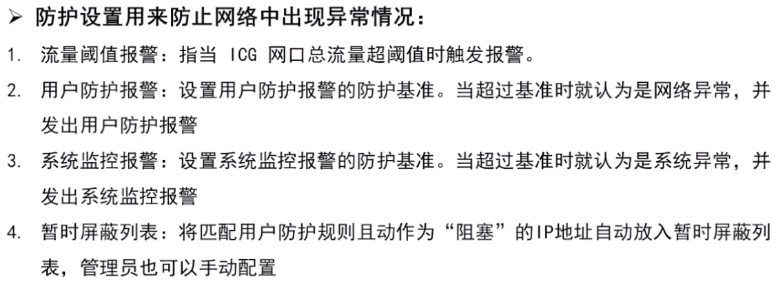 ➢ 防护设置用来防止网络中出现异常情况：
1. 流量阈值报警：指当 ICG 网口总流量超阈值时触发报警。
2. 用户防护报警：设置用户防护报警的防护基准。当超过基准时就认为是网络异常，并
发出用户防护报警
3. 系统监控报警：设置系统监控报警的防护基准。当超过基准时就认为是系统异常，并
发出系统监控报警
4. 暂时屏蔽列表：将匹配用户防护规则且动作为“阻塞”的IP地址自动放入暂时屏蔽列
表，管理员也可以手动配置